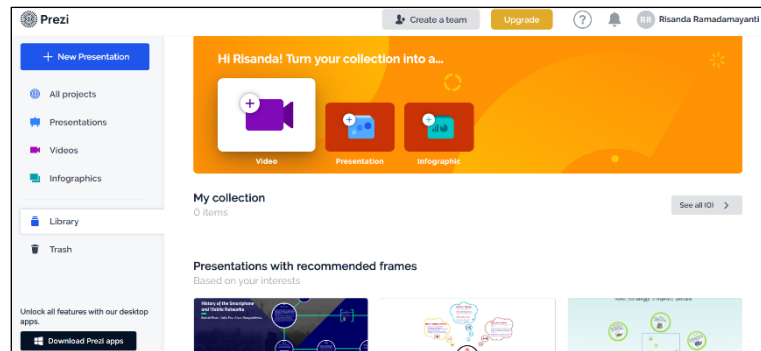 Prezi
Create a team
Upgrade
?
RR
Risanda Ramadamayanti
+ New Presentation
All projects
Presentations
Videos
Infographics
Library
Trash
Unlock all features with our desktop
apps.
Download Prezi apps
Hi Risanda! Turn your collection into a...
Video
Presentation
Infographic
My collection
0 items
See all (0)
Presentations with recommended frames
Based on your interests
History of the Smartphone
and Mobile Networks